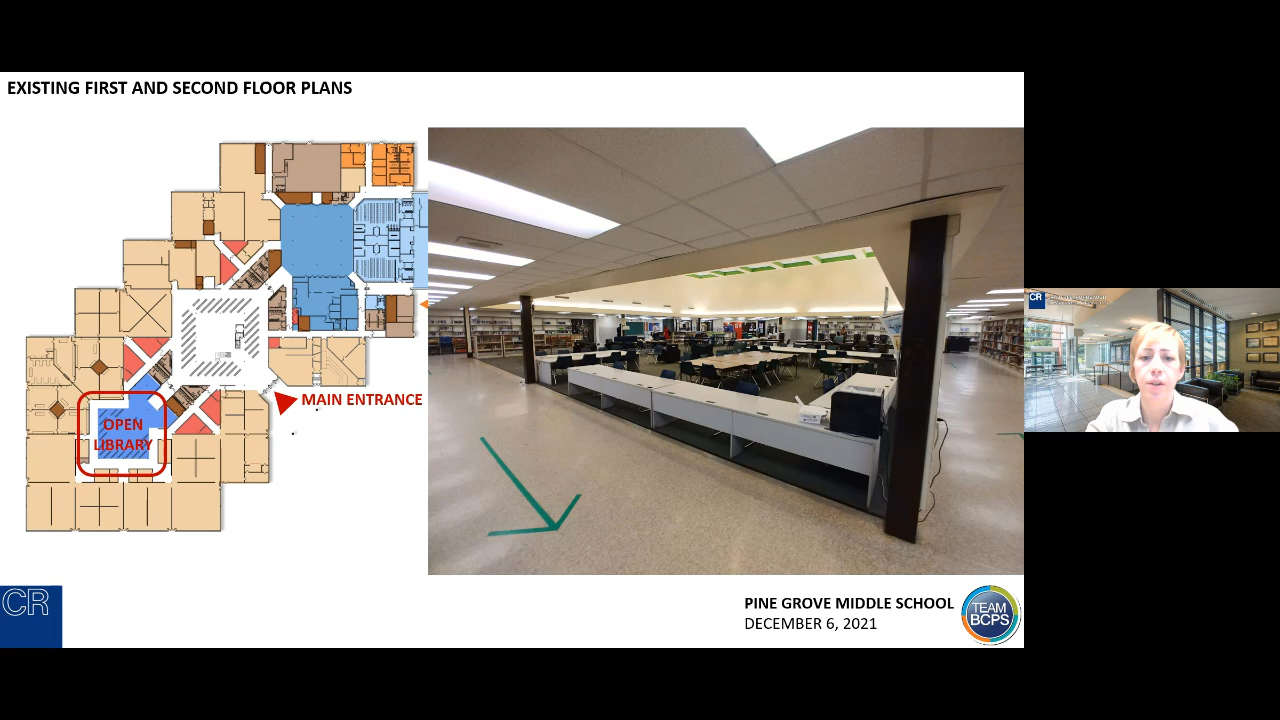 EXISTING FIRST AND SECOND FLOOR PLANS
MAIN ENTRANCE
OPEN
LIBRARY
CR
PINE GROVE MIDDLE SCHOOL
DECEMBER 6, 2021
TEAM
BCPS
CR